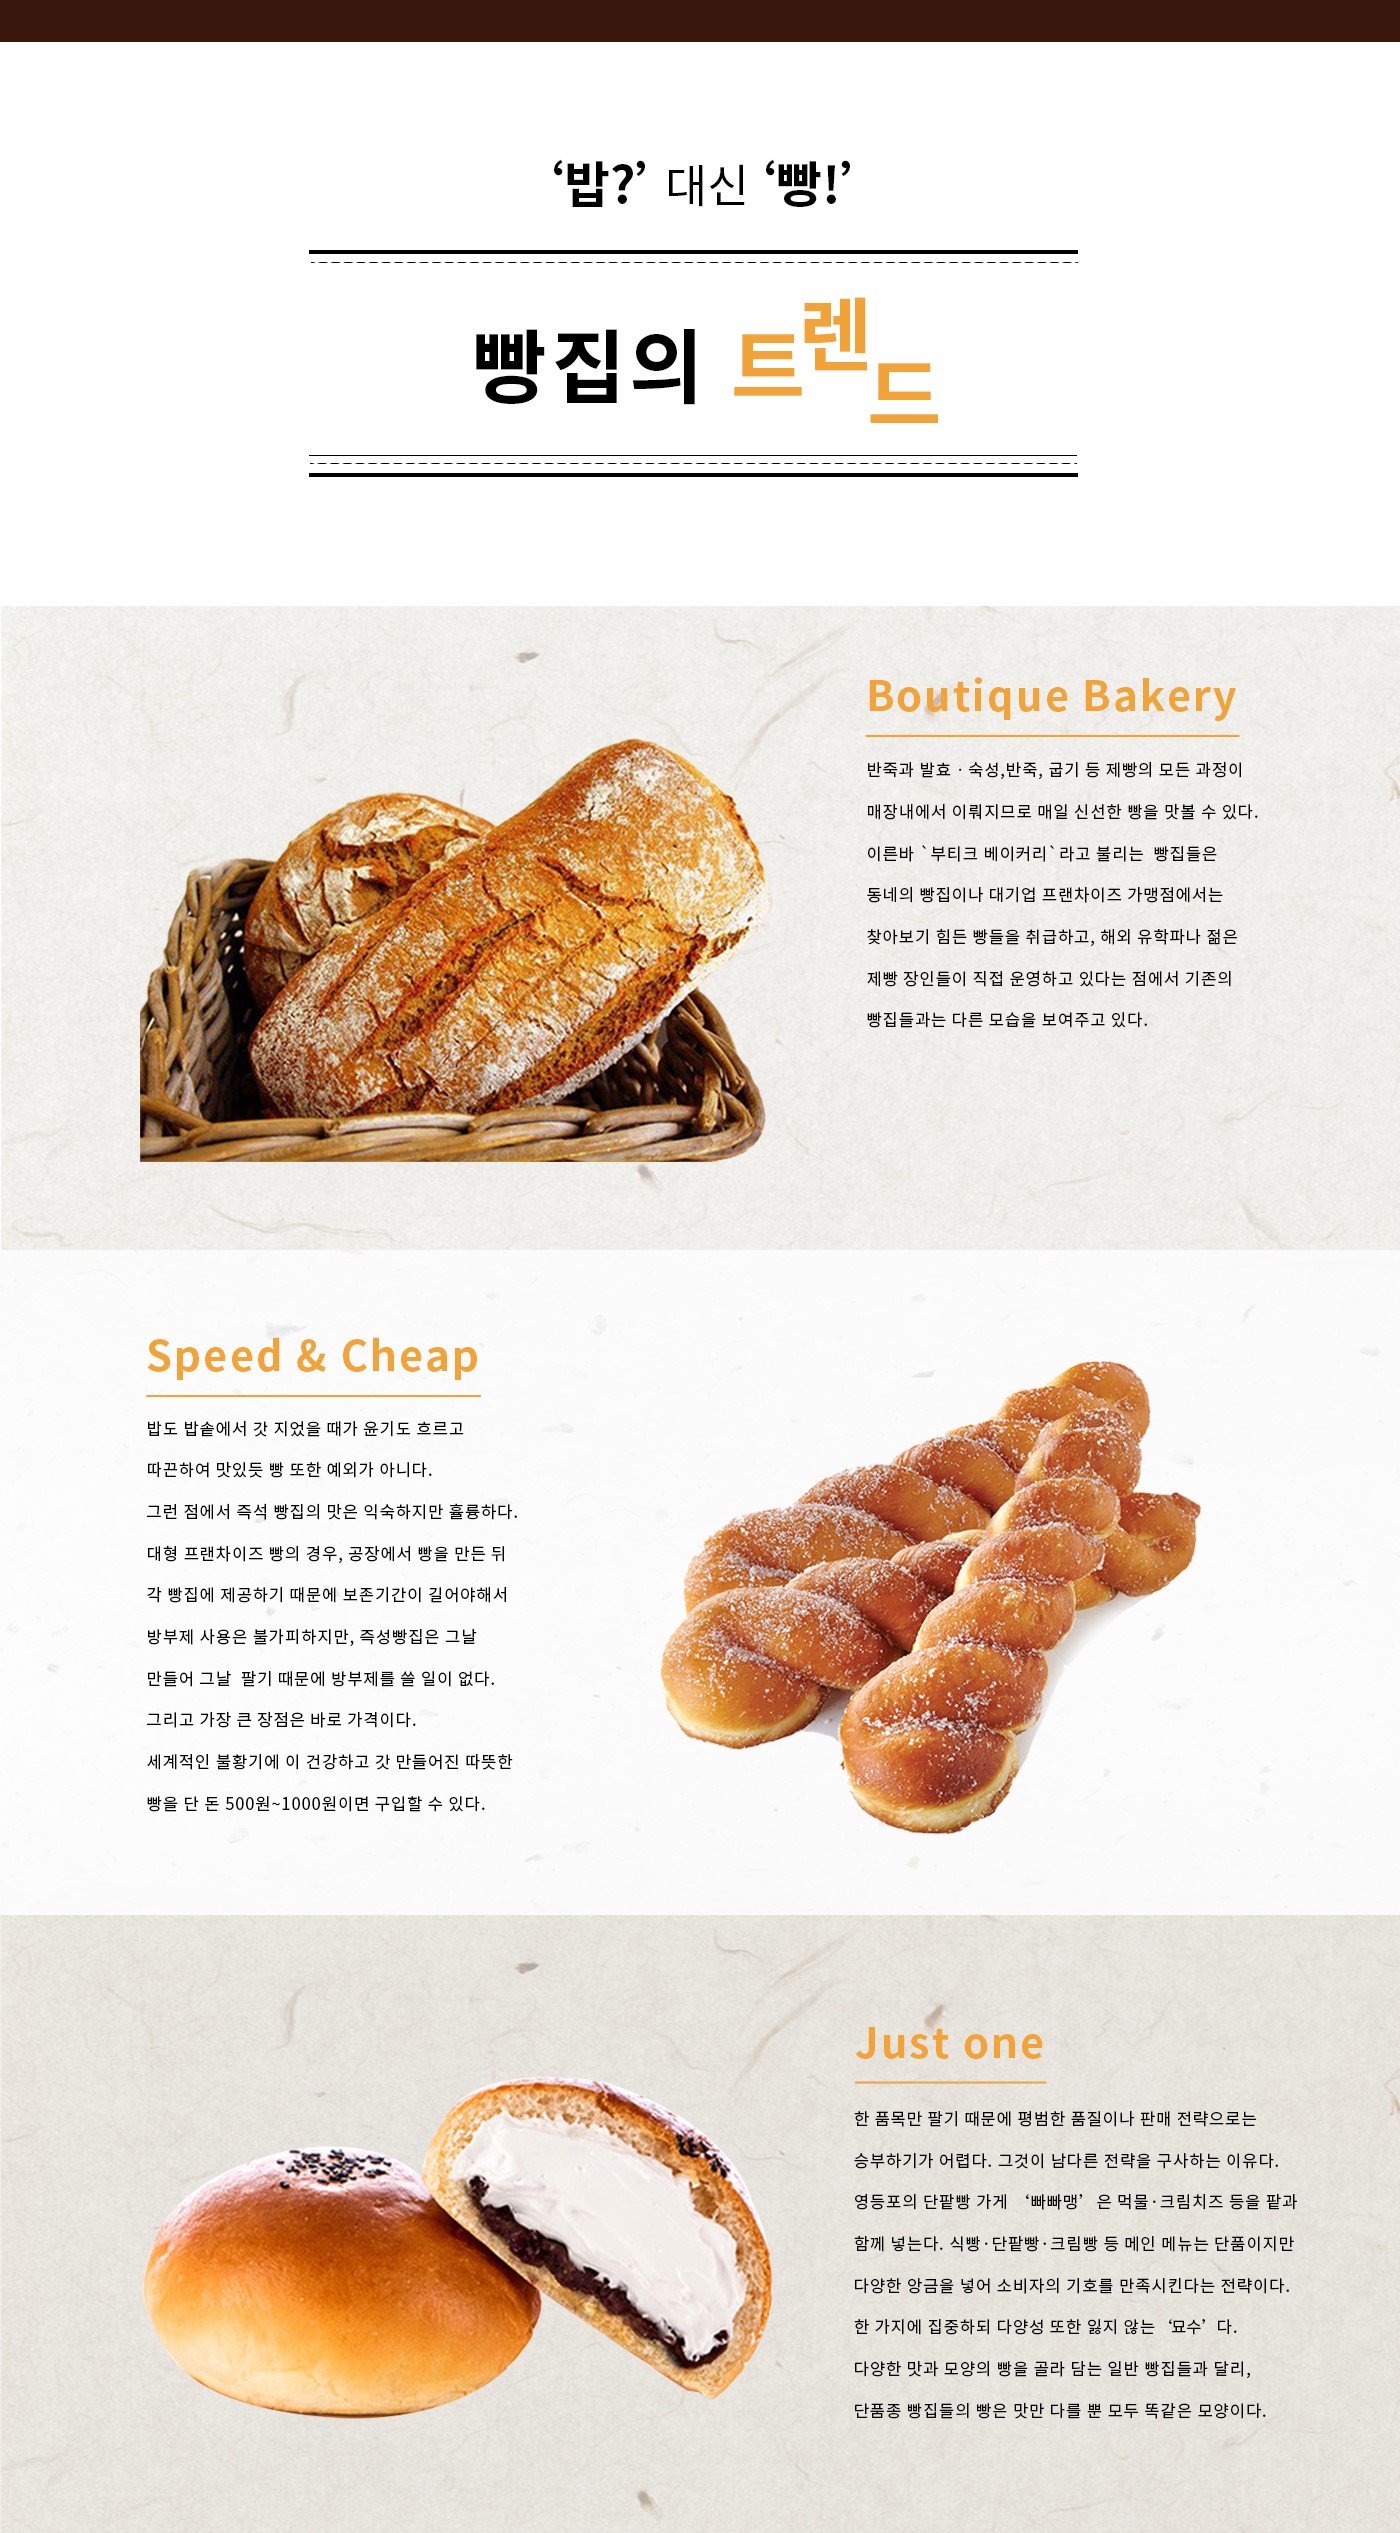 ‘밥?’ 대신 ‘빵!’
빵집의 트렌드
Boutique Bakery
반죽과 발효 · 숙성,반죽, 굽기 등 제빵의 모든 과정이
매장내에서 이뤄지므로 매일 신선한 빵을 맛볼 수 있다.
이른바 `부티크 베이커리`라고 불리는 빵집들은
동네의 빵집이나 대기업 프랜차이즈 가맹점에서는
찾아보기 힘든 빵들을 취급하고, 해외 유학파나 젊은
제빵 장인들이 직접 운영하고 있다는 점에서 기존의
빵집들과는 다른 모습을 보여주고 있다.
Speed & Cheap
밥도 밥솥에서 갓 지었을 때가 윤기도 흐르고
따끈하여 맛있듯 빵 또한 예외가 아니다.
그런 점에서 즉석 빵집의 맛은 익숙하지만 휼륭하다.
대형 프랜차이즈 빵의 경우, 공장에서 빵을 만든 뒤
각 빵집에 제공하기 때문에 보존기간이 길어야해서
방부제 사용은 불가피하지만, 즉성빵집은 그날
만들어 그날 팔기 때문에 방부제를 쓸 일이 없다.
그리고 가장 큰 장점은 바로 가격이다.
세계적인 불황기에 이 건강하고 갓 만들어진 따뜻한
빵을 단 돈 500원~1000원이면 구입할 수 있다.
Just one
한 품목만 팔기 때문에 평범한 품질이나 판매 전략으로는
승부하기가 어렵다. 그것이 남다른 전략을 구사하는 이유다.
영등포의 단팥빵 가게 ‘빠빠맹’ 은 먹물·크림치즈 등을 팥과
함께 넣는다. 식빵·단팥빵·크림빵 등 메인 메뉴는 단품이지만
다양한 앙금을 넣어 소비자의 기호를 만족시킨다는 전략이다.
한 가지에 집중하되 다양성 또한 잃지 않는 ‘묘수’ 다.
다양한 맛과 모양의 빵을 골라 담는 일반 빵집들과 달리,
단품종 빵집들의 빵은 맛만 다를 뿐 모두 똑같은 모양이다.